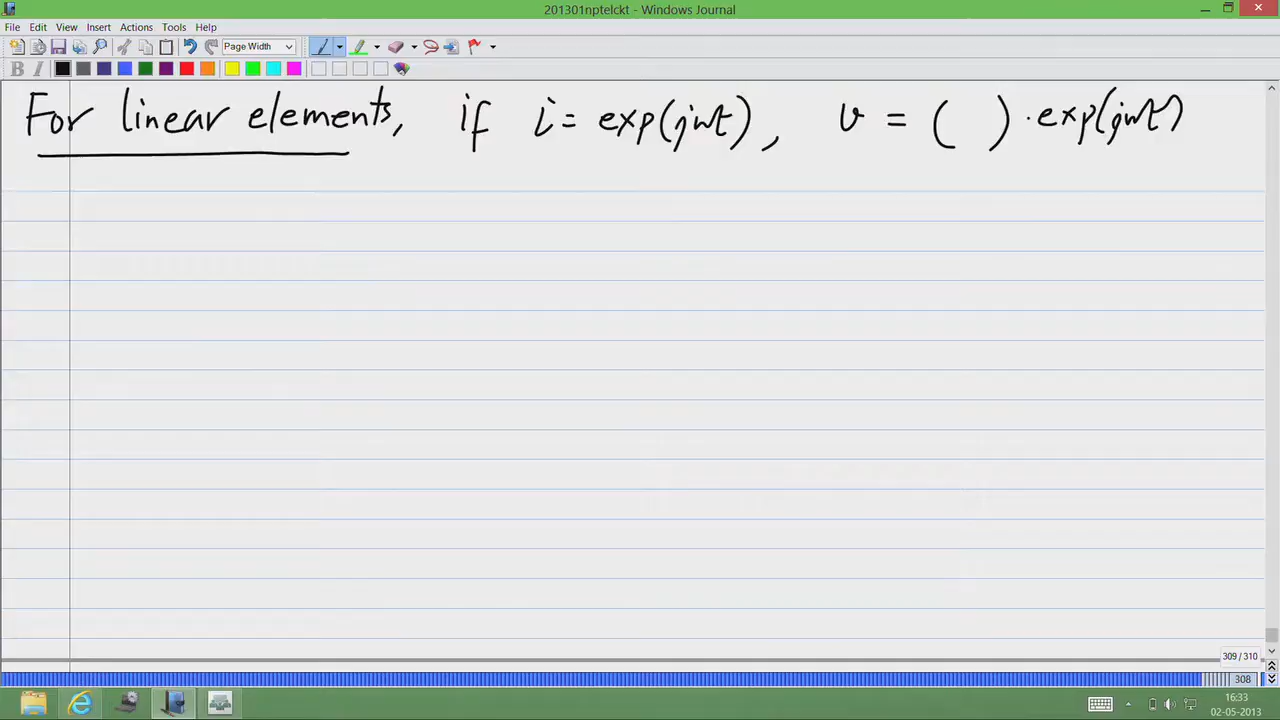 201301nptelckt - Windows Journal
File Edit View Insert Actions Tools Help
Page Width
For linear elements, if i = exp(jωt), v = ( ) · exp(jωt)
309 / 310
308
16:33
02-05-2013